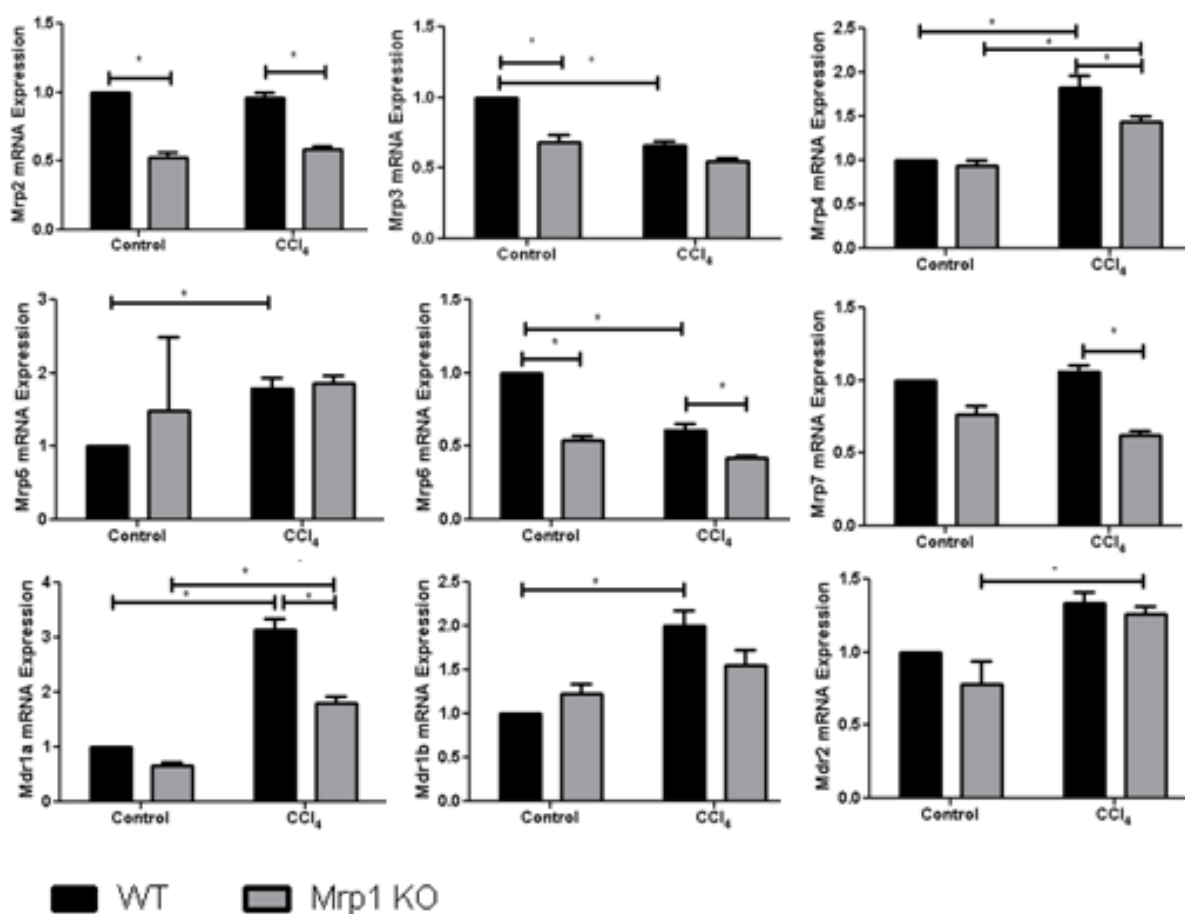 Mrp2 mRNA Expression
1.5
1.0
0.5
0.0
*
*
Control
CCl₄
Mrp3 mRNA Expression
1.5
1.0
0.5
0.0
*
*
Control
CCl₄
Mrp4 mRNA Expression
2.5
2.0
1.5
1.0
0.5
0.0
*
*
*
Control
CCl₄
Mrp5 mRNA Expression
3
2
1
0
*
Control
CCl₄
Mrp6 mRNA Expression
1.5
1.0
0.5
0.0
*
*
*
Control
CCl₄
Mrp7 mRNA Expression
1.5
1.0
0.5
0.0
*
Control
CCl₄
Mdr1a mRNA Expression
4
3
2
1
0
*
*
*
Control
CCl₄
Mdr1b mRNA Expression
2.5
2.0
1.5
1.0
0.5
0.0
*
Control
CCl₄
Mdr2 mRNA Expression
1.5
1.0
0.5
0.0
*
Control
CCl₄
WT
Mrp1 KO